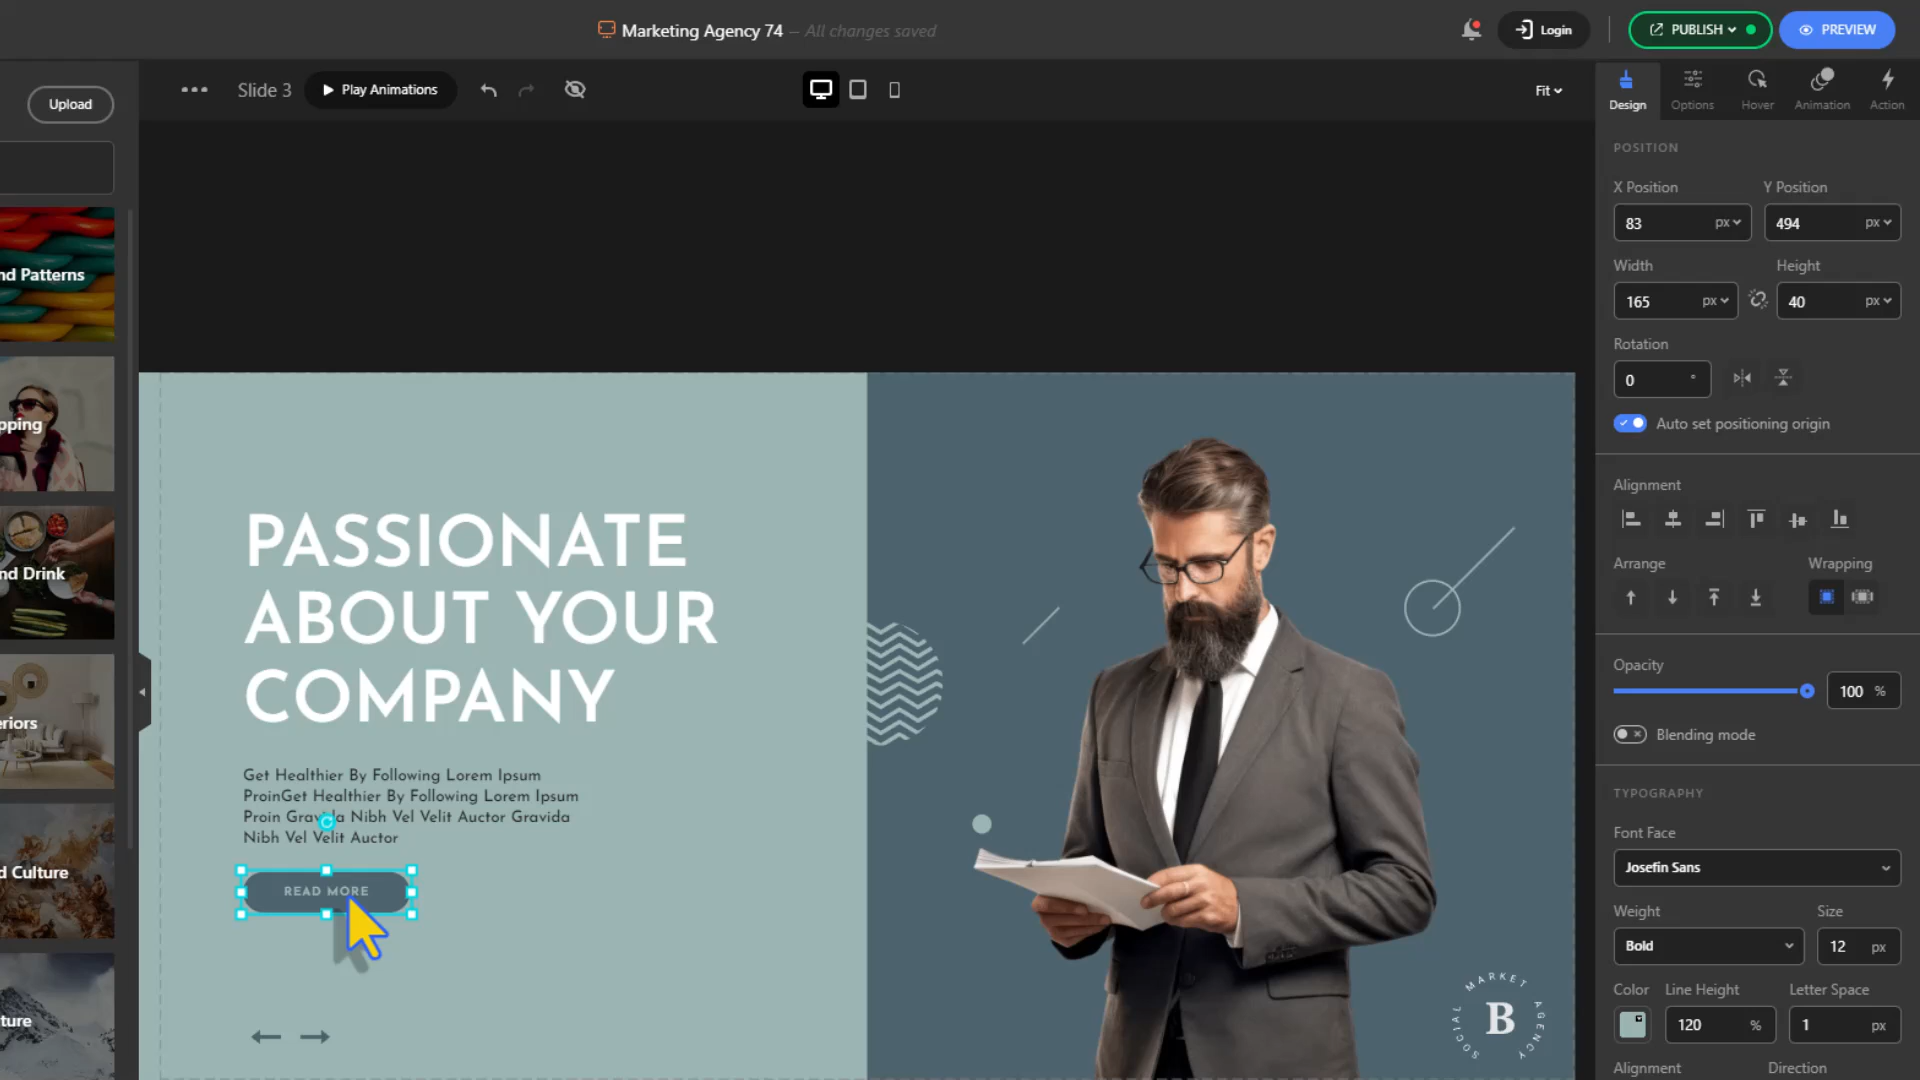 Marketing Agency 74 – All changes saved
Login
PUBLISH
PREVIEW
Upload
Slide 3
Play Animations
Fit
Design
Options
Hover
Animation
Action
nd Patterns
pping
nd Drink
eriors
d Culture
ture
PASSIONATE
ABOUT YOUR
COMPANY
Get Healthier By Following Lorem Ipsum
ProinGet Healthier By Following Lorem Ipsum
Proin Gravida Nibh Vel Velit Auctor Gravida
Nibh Vel Velit Auctor
READ MORE
SOCIAL MARKET AGENCY
B
POSITION
X Position
Y Position
83 px
494 px
Width
Height
165 px
40 px
Rotation
0 °
Auto set positioning origin
Alignment
Arrange
Wrapping
Opacity
100 %
Blending mode
TYPOGRAPHY
Font Face
Josefin Sans
Weight
Size
Bold
12 px
Color
Line Height
Letter Space
120 %
1 px
Alignment
Direction